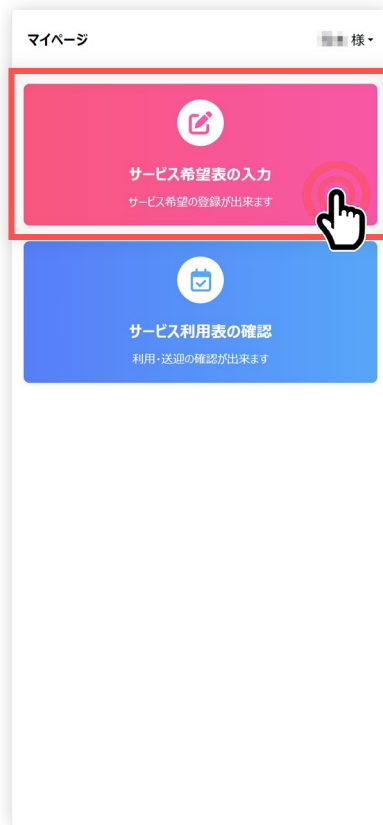 マイページ
様
サービス希望表の入力
サービス希望の登録が出来ます
サービス利用表の確認
利用・送迎の確認が出来ます